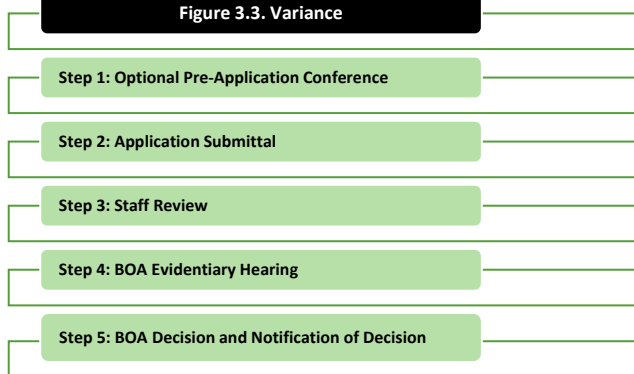 Figure 3.3. Variance
Step 1: Optional Pre-Application Conference
Step 2: Application Submittal
Step 3: Staff Review
Step 4: BOA Evidentiary Hearing
Step 5: BOA Decision and Notification of Decision